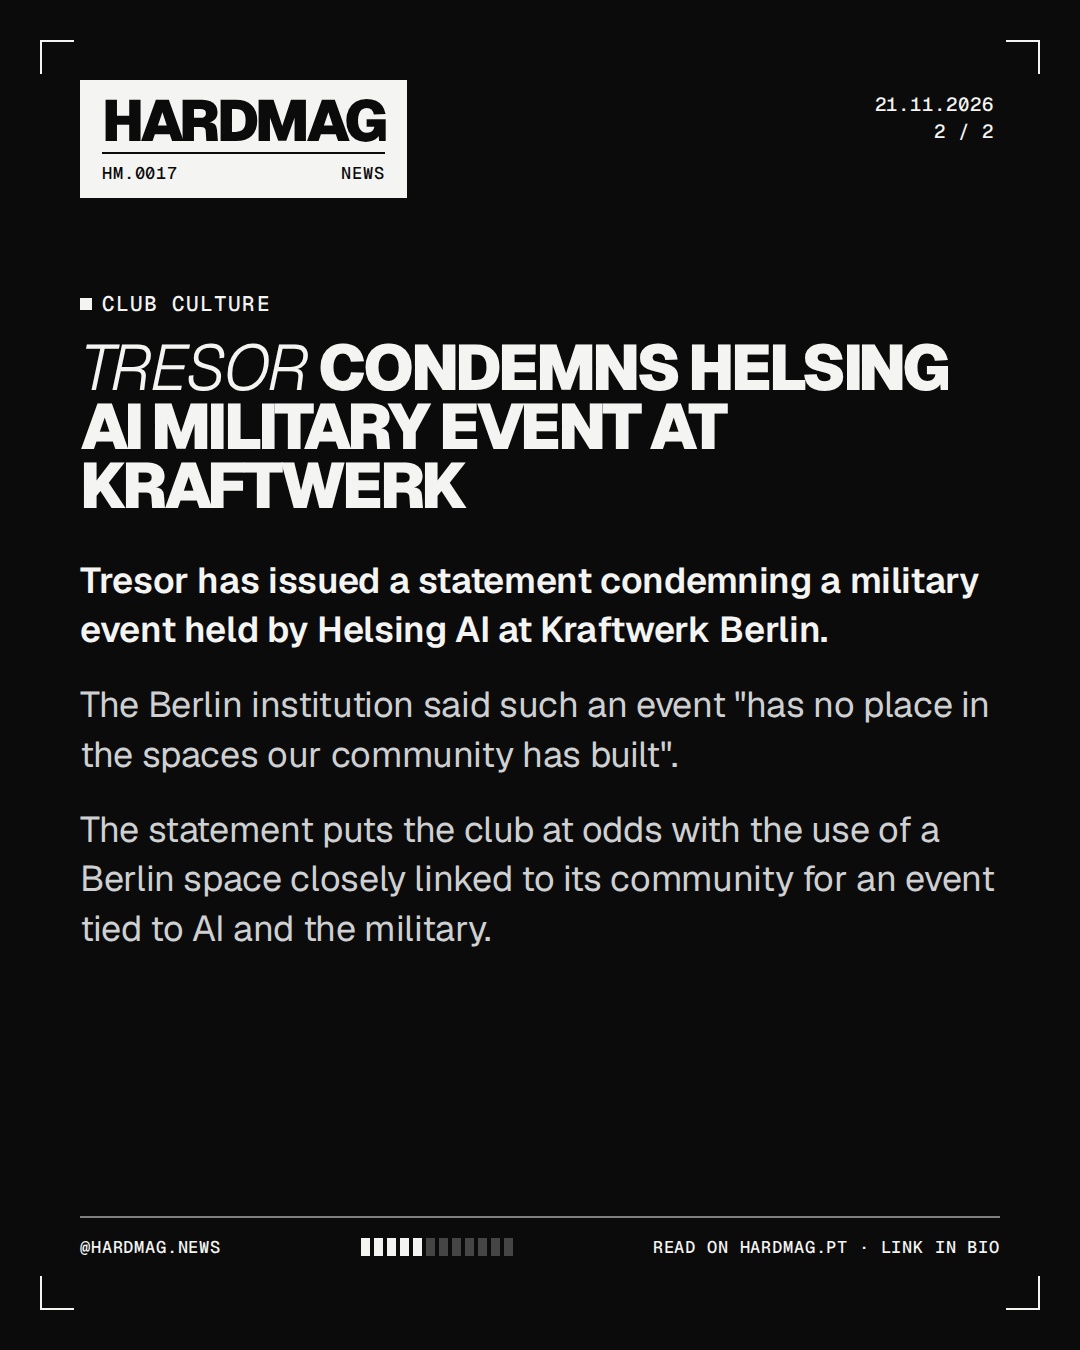 HARDMAG
HM.0017 NEWS
21.11.2026
2 / 2
CLUB CULTURE
TRESOR CONDEMNS HELSING
AI MILITARY EVENT AT
KRAFTWERK
Tresor has issued a statement condemning a military
event held by Helsing AI at Kraftwerk Berlin.
The Berlin institution said such an event "has no place in
the spaces our community has built".
The statement puts the club at odds with the use of a
Berlin space closely linked to its community for an event
tied to AI and the military.
@HARDMAG.NEWS
READ ON HARDMAG.PT · LINK IN BIO